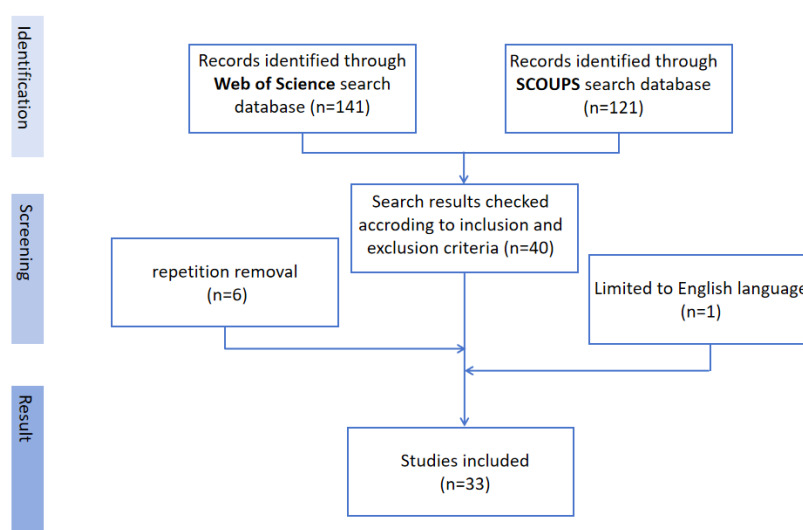 Identification
Records identified through
Web of Science search
database (n=141)
Records identified through
SCOUPS search database
(n=121)
Screening
Search results checked
accroding to inclusion and
exclusion criteria (n=40)
repetition removal
(n=6)
Limited to English language
(n=1)
Result
Studies included
(n=33)